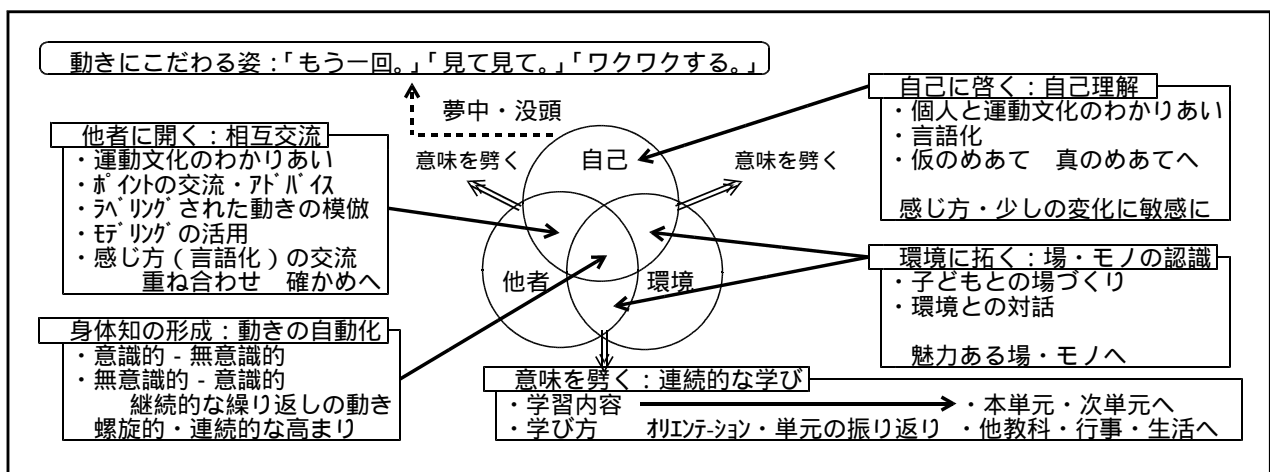 動きにこだわる姿:「もう一回。」「見て見て。」「ワクワクする。」
夢中・没頭
他者に開く:相互交流
・運動文化のわかりあい
・ポイントの交流・アドバイス
・ラベリングされた動きの模倣
・モデリングの活用
・感じ方(言語化)の交流
重ね合わせ 確かめへ
身体知の形成:動きの自動化
・意識的-無意識的
・無意識的-意識的
継続的な繰り返しの動き
螺旋的・連続的な高まり
意味を劈く
自己
意味を劈く
他者
環境
自己に啓く:自己理解
・個人と運動文化のわかりあい
・言語化
・仮のめあて 真のめあてへ
感じ方・少しの変化に敏感に
環境に拓く:場・モノの認識
・子どもとの場づくり
・環境との対話
魅力ある場・モノへ
意味を劈く:連続的な学び
・学習内容 ・本単元・次単元へ
・学び方 オリエンテーション・単元の振り返り ・他教科・行事・生活へ